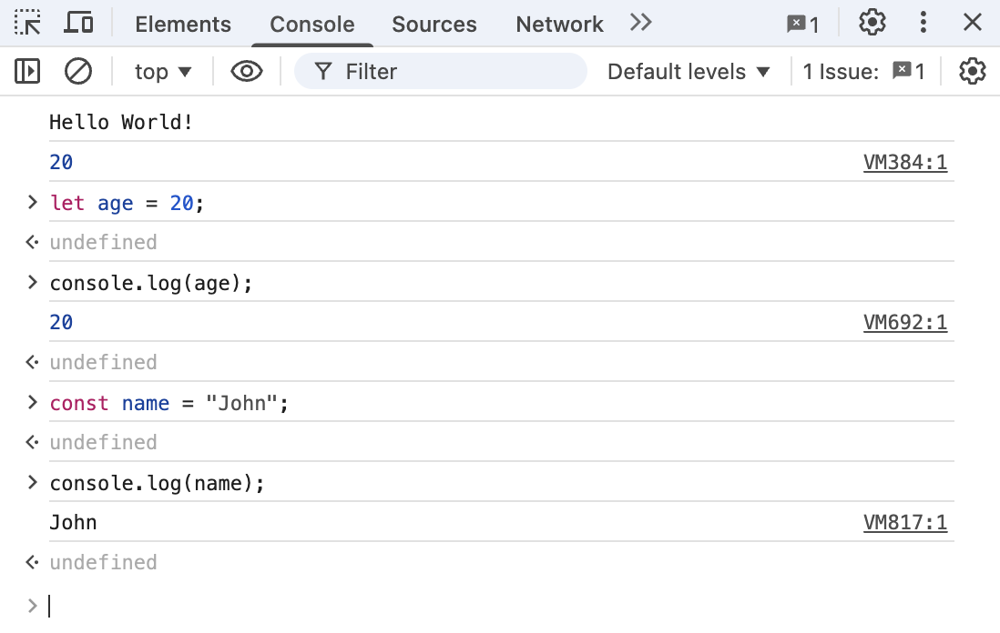 Elements Console Sources Network 1
top Filter Default levels 1 Issue: 1
Hello World!
20 VM384:1
> let age = 20;
undefined
> console.log(age);
20 VM692:1
undefined
> const name = "John";
undefined
> console.log(name);
John VM817:1
undefined
>